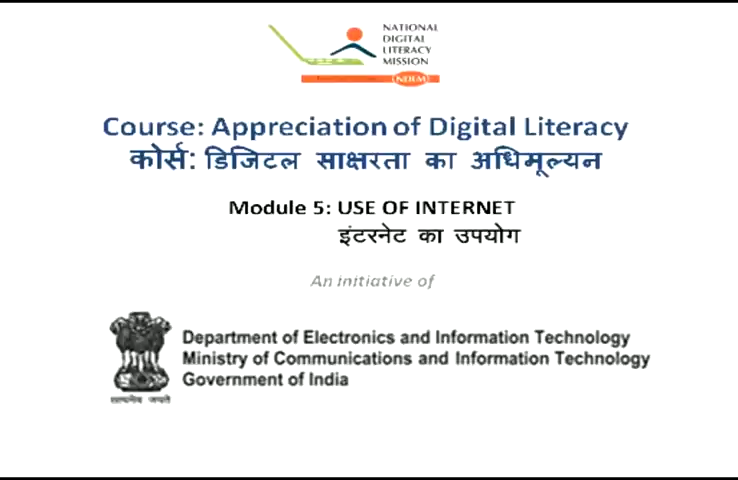 NATIONAL
DIGITAL
LITERACY
MISSION
NDLM
Course: Appreciation of Digital Literacy
कोर्स: डिजिटल साक्षरता का अधिमूल्यन
Module 5: USE OF INTERNET
इंटरनेट का उपयोग
An initiative of
Department of Electronics and Information Technology
Ministry of Communications and Information Technology
Government of India
सत्यमेव जयते